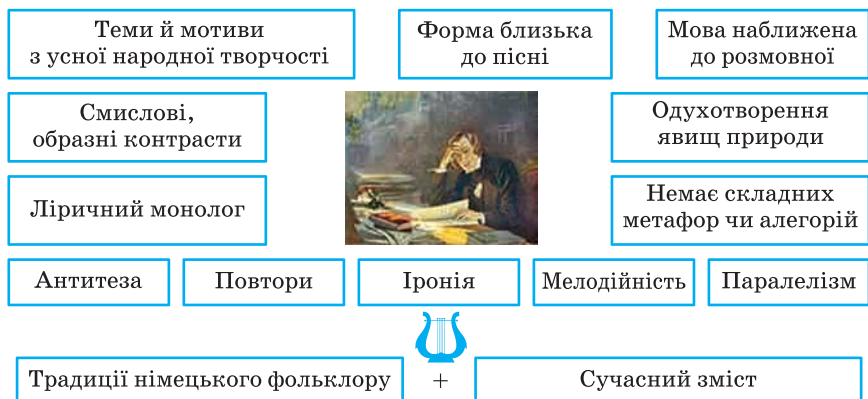 Теми й мотиви
з усної народної творчості
Форма близька
до пісні
Мова наближена
до розмовної
Смислові,
образні контрасти
Одухотворення
явищ природи
Ліричний монолог
Немає складних
метафор чи алегорій
Антитеза
Повтори
Іронія
Мелодійність
Паралелізм
Традиції німецького фольклору
+
Сучасний зміст